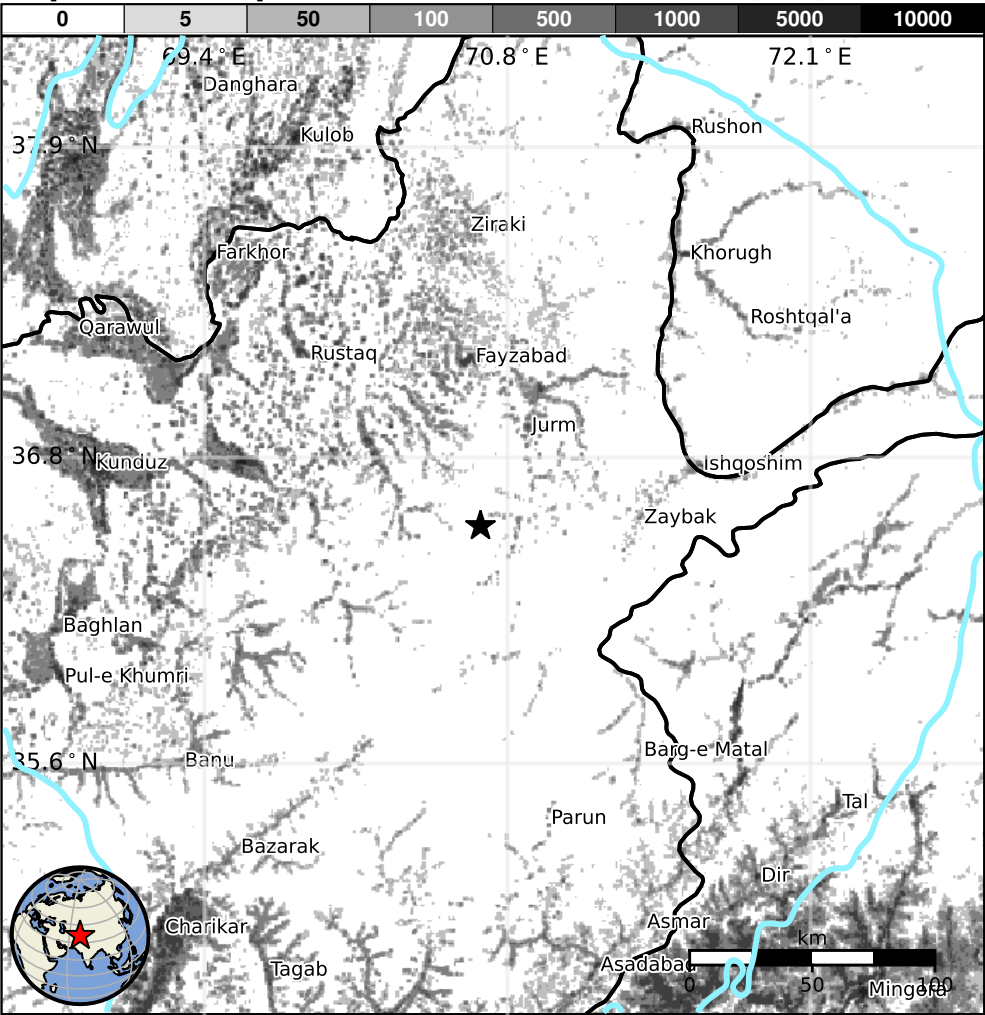 0 5 50 100 500 1000 5000 10000
69.4°E 70.8°E 72.1°E
Danghara
Rushon
Kulob
37.9°N
Ziraki
Farkhor
Khorugh
Roshtqal'a
Qarawul
Rustaq
Fayzabad
Jurm
36.8°N
Kunduz
Ishqoshim
Zaybak
Baghlan
Pul-e Khumri
Barg-e Matal
35.6°N
Banu
Tal
Parun
Bazarak
Dir
Charikar
Asmar
km
Asadabad
Tagab
0 50 100
Mingora